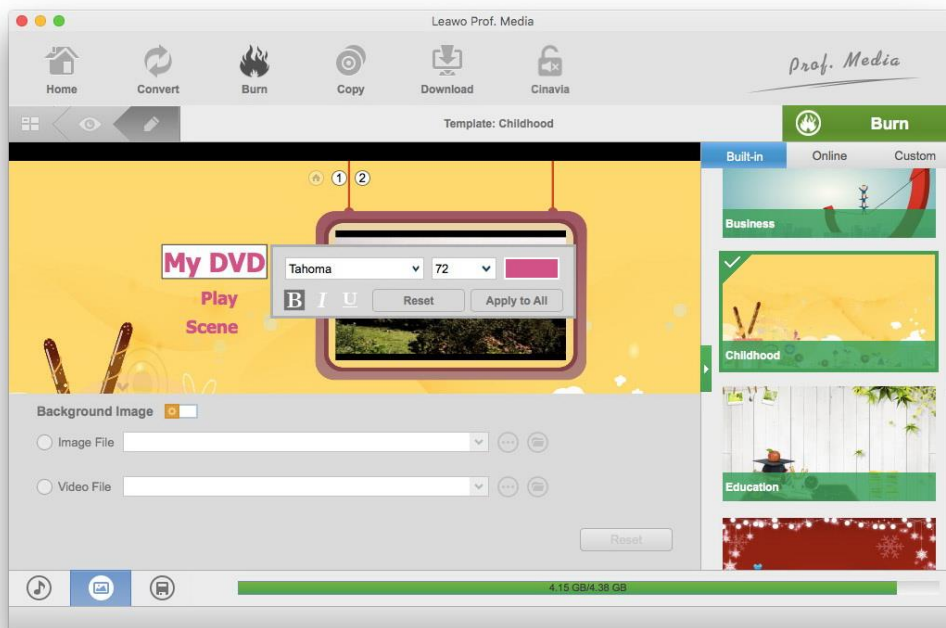 Leawo Prof. Media
Home
Convert
Burn
Copy
Download
Cinavia
Prof. Media
Template: Childhood
Burn
Built-in
Online
Custom
1
2
Business
My DVD
Tahoma
72
Play
B I U
Reset
Apply to All
Scene
Childhood
Background Image
Image File
Video File
Education
Reset
4.15 GB/4.38 GB